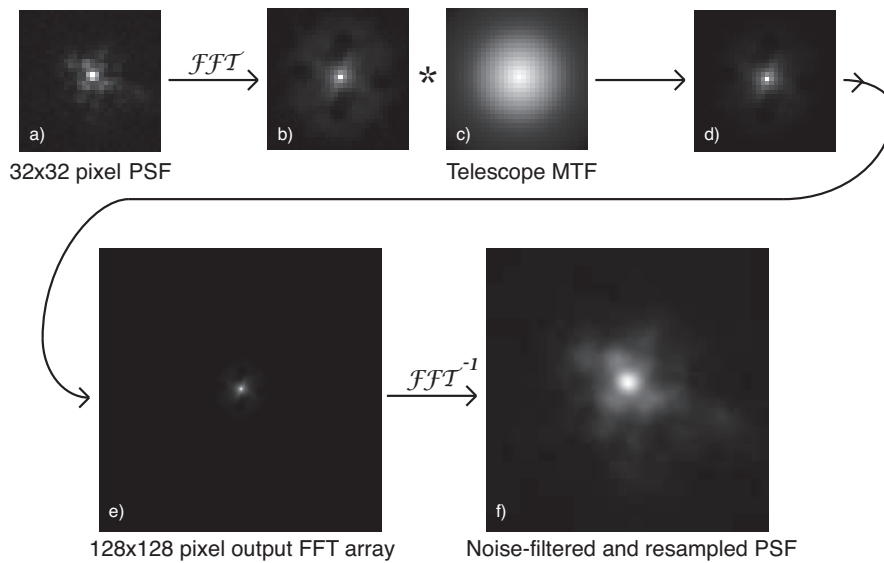 FFT
*
a)
b)
c)
d)
32x32 pixel PSF
Telescope MTF
FFT-1
e)
f)
128x128 pixel output FFT array
Noise-filtered and resampled PSF